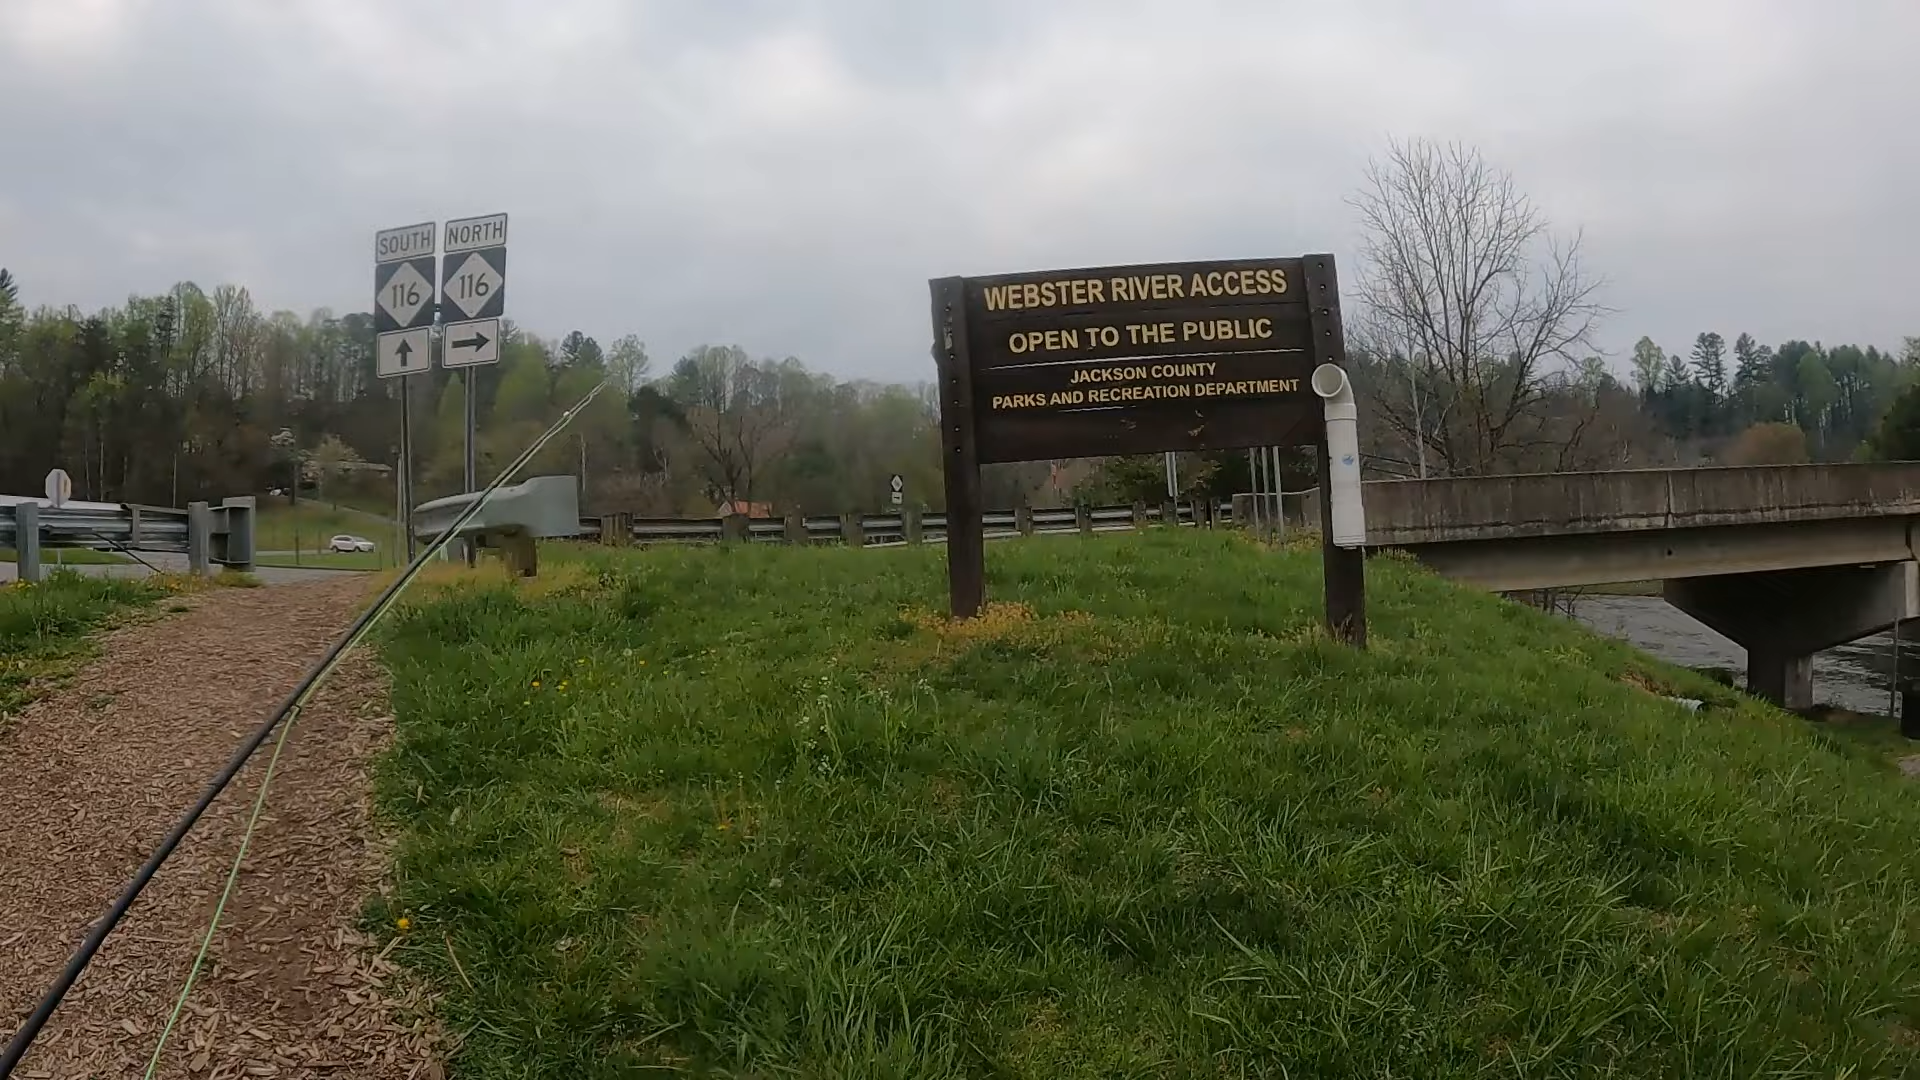 SOUTH
116
NORTH
116
WEBSTER RIVER ACCESS
OPEN TO THE PUBLIC
JACKSON COUNTY
PARKS AND RECREATION DEPARTMENT